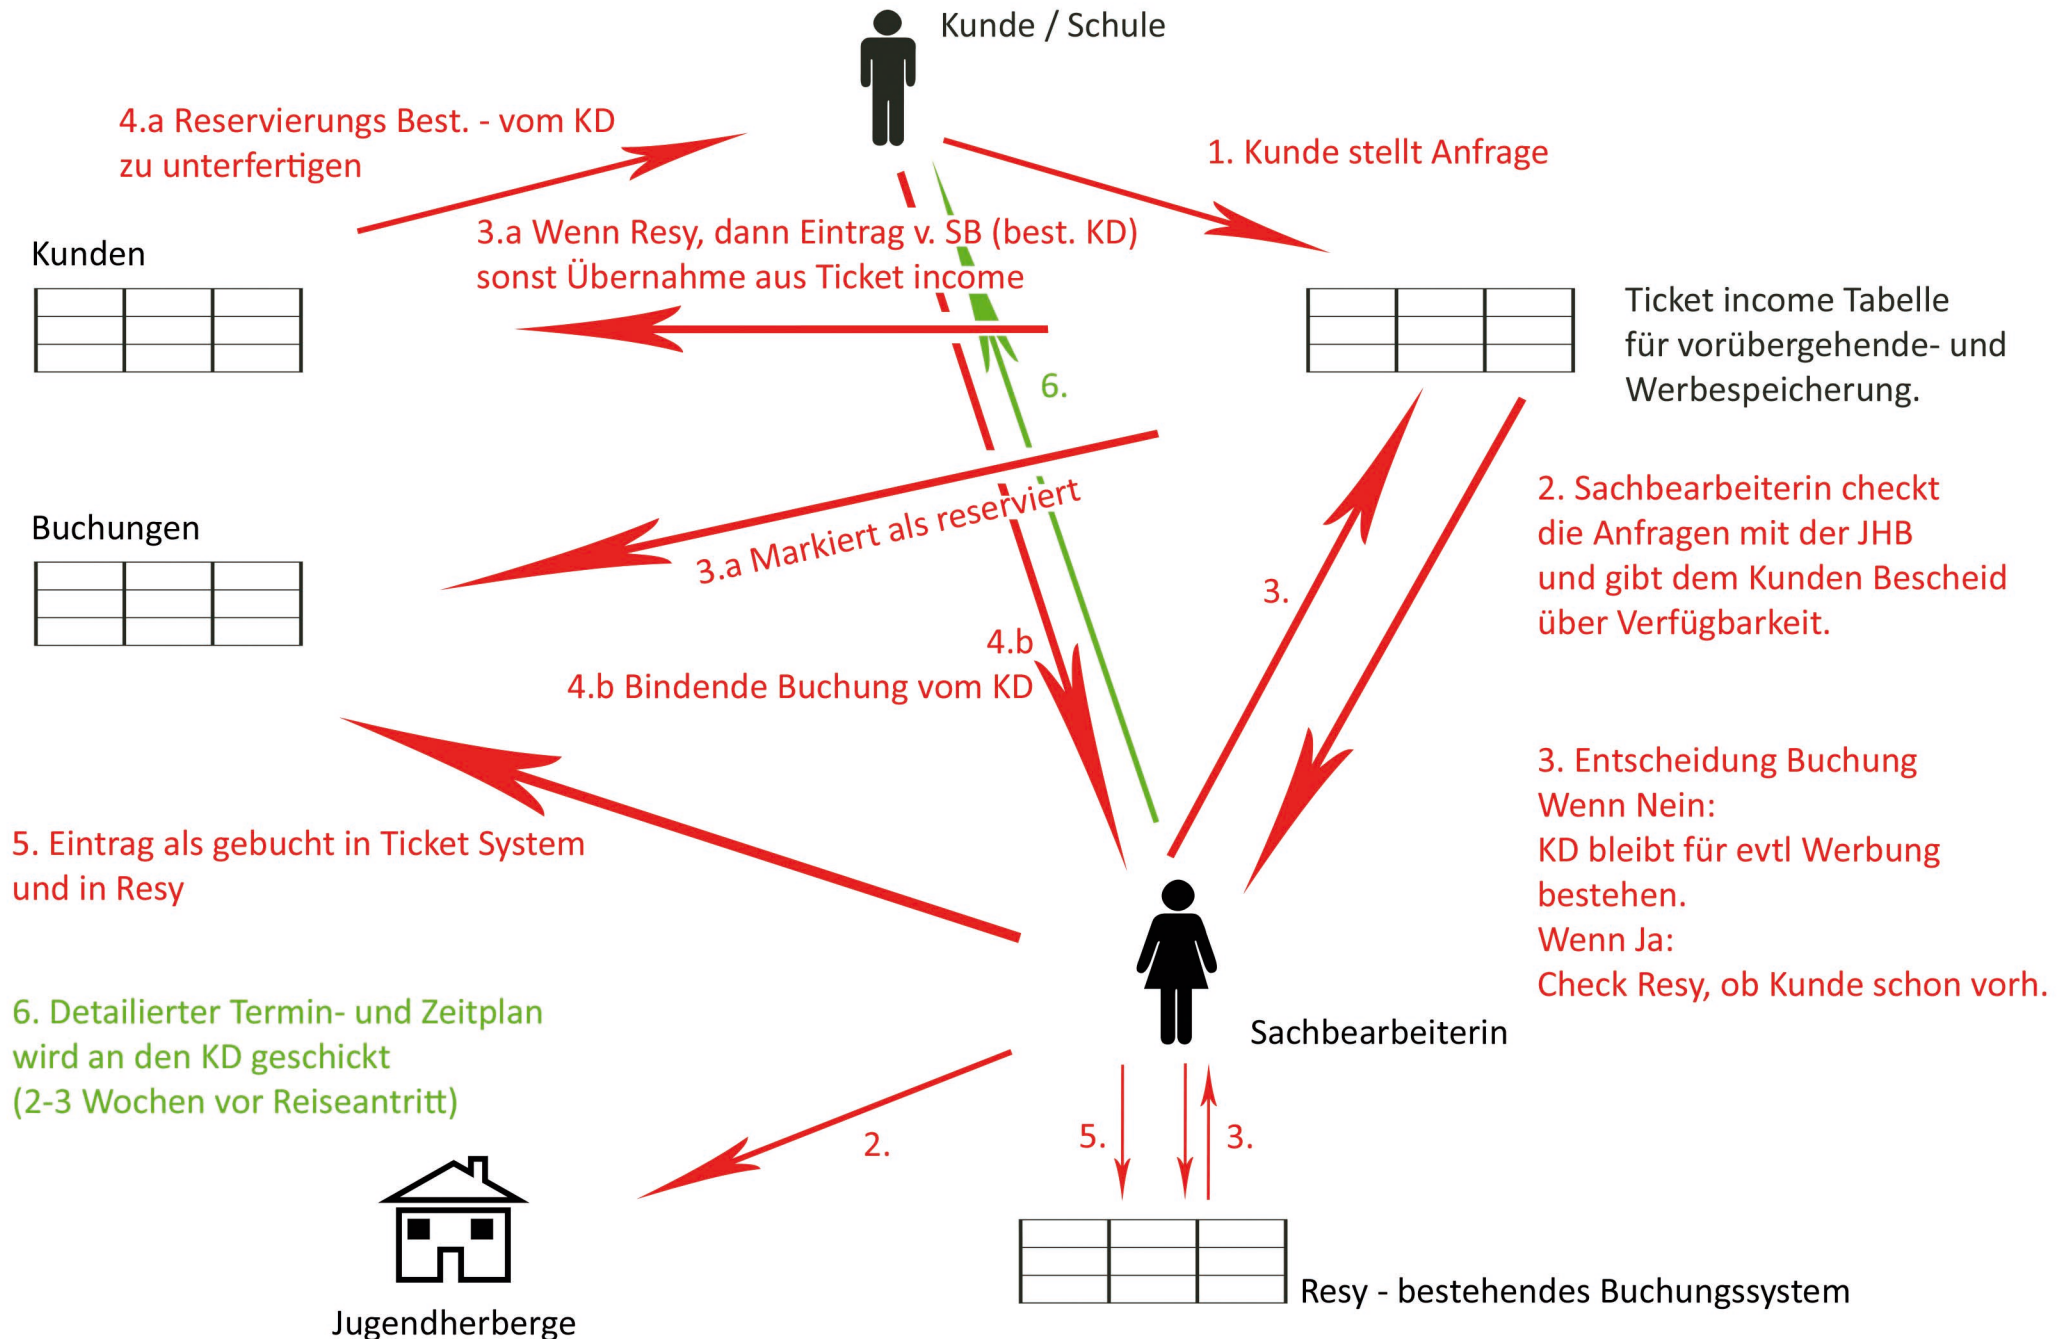 Kunde / Schule
4.a Reservierungs Best. - vom KD
zu unterfertigen
1. Kunde stellt Anfrage
3.a Wenn Resy, dann Eintrag v. SB (best. KD)
sonst Übernahme aus Ticket income
Kunden
Ticket income Tabelle
für vorübergehende- und
Werbespeicherung.
6.
Buchungen
3.a Markiert als reserviert
2. Sachbearbeiterin checkt
die Anfragen mit der JHB
und gibt dem Kunden Bescheid
über Verfügbarkeit.
3.
4.b
4.b Bindende Buchung vom KD
3. Entscheidung Buchung
Wenn Nein:
KD bleibt für evtl Werbung
bestehen.
Wenn Ja:
Check Resy, ob Kunde schon vorh.
5. Eintrag als gebucht in Ticket System
und in Resy
6. Detailierter Termin- und Zeitplan
wird an den KD geschickt
(2-3 Wochen vor Reiseantritt)
Sachbearbeiterin
2.
5.
3.
Resy - bestehendes Buchungssystem
Jugendherberge